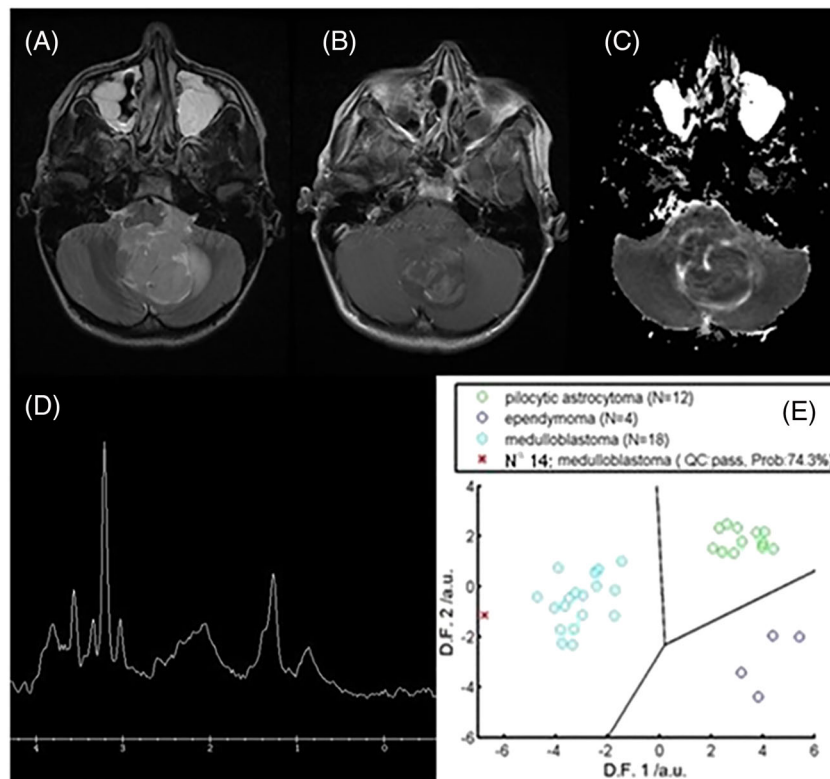 (A)
(B)
(C)
(D)
4 3 2 1 0
pilocytic astrocytoma (N=12)
ependymoma (N=4)
medulloblastoma (N=18)
N° 14: medulloblastoma ( QC:pass, Prob:74.3%)
(E)
D.F. 2 /a.u.
4
2
0
-2
-4
-6
-6 -4 -2 0 2 4 6
D.F. 1 /a.u.